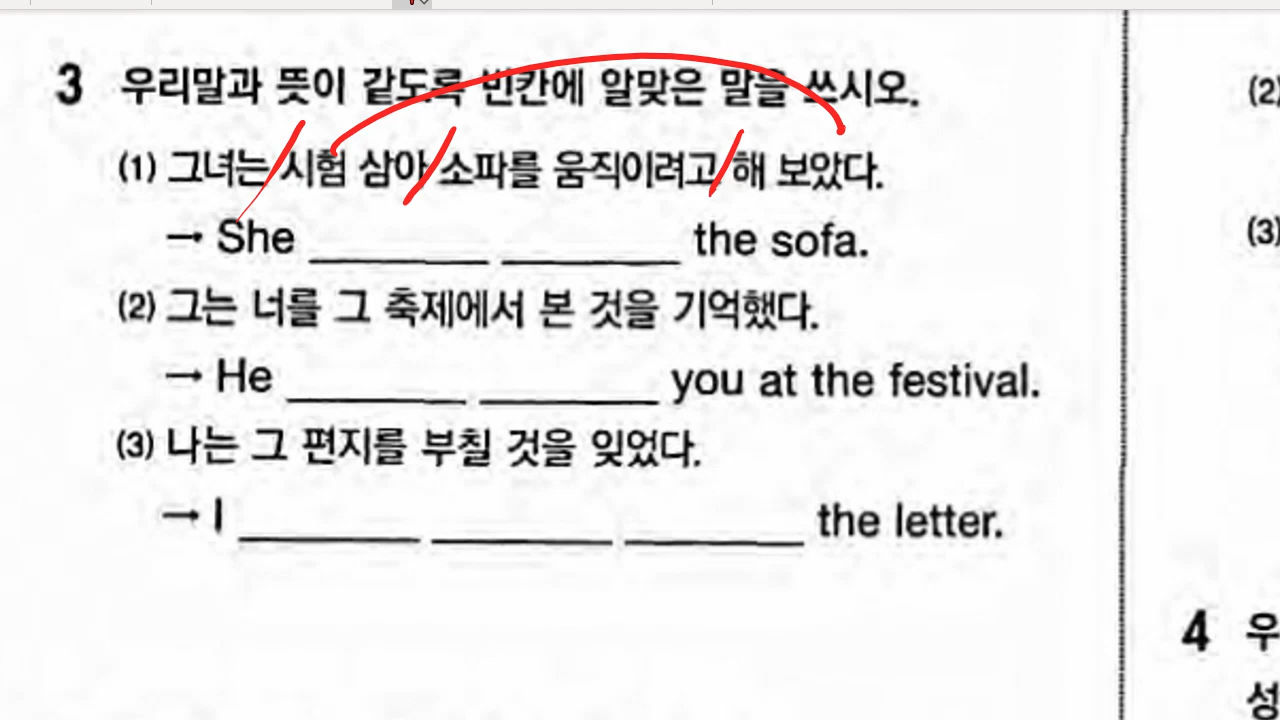 3 우리말과 뜻이 같도록 빈칸에 알맞은 말을 쓰시오.
(1) 그녀는 시험 삼아 소파를 움직이려고 해 보았다.
→ She ________ ________ the sofa.
(2) 그는 너를 그 축제에서 본 것을 기억했다.
→ He ________ ________ you at the festival.
(3) 나는 그 편지를 부칠 것을 잊었다.
→ I ________ ________ ________ the letter.
(2)
(3)
4 우
성